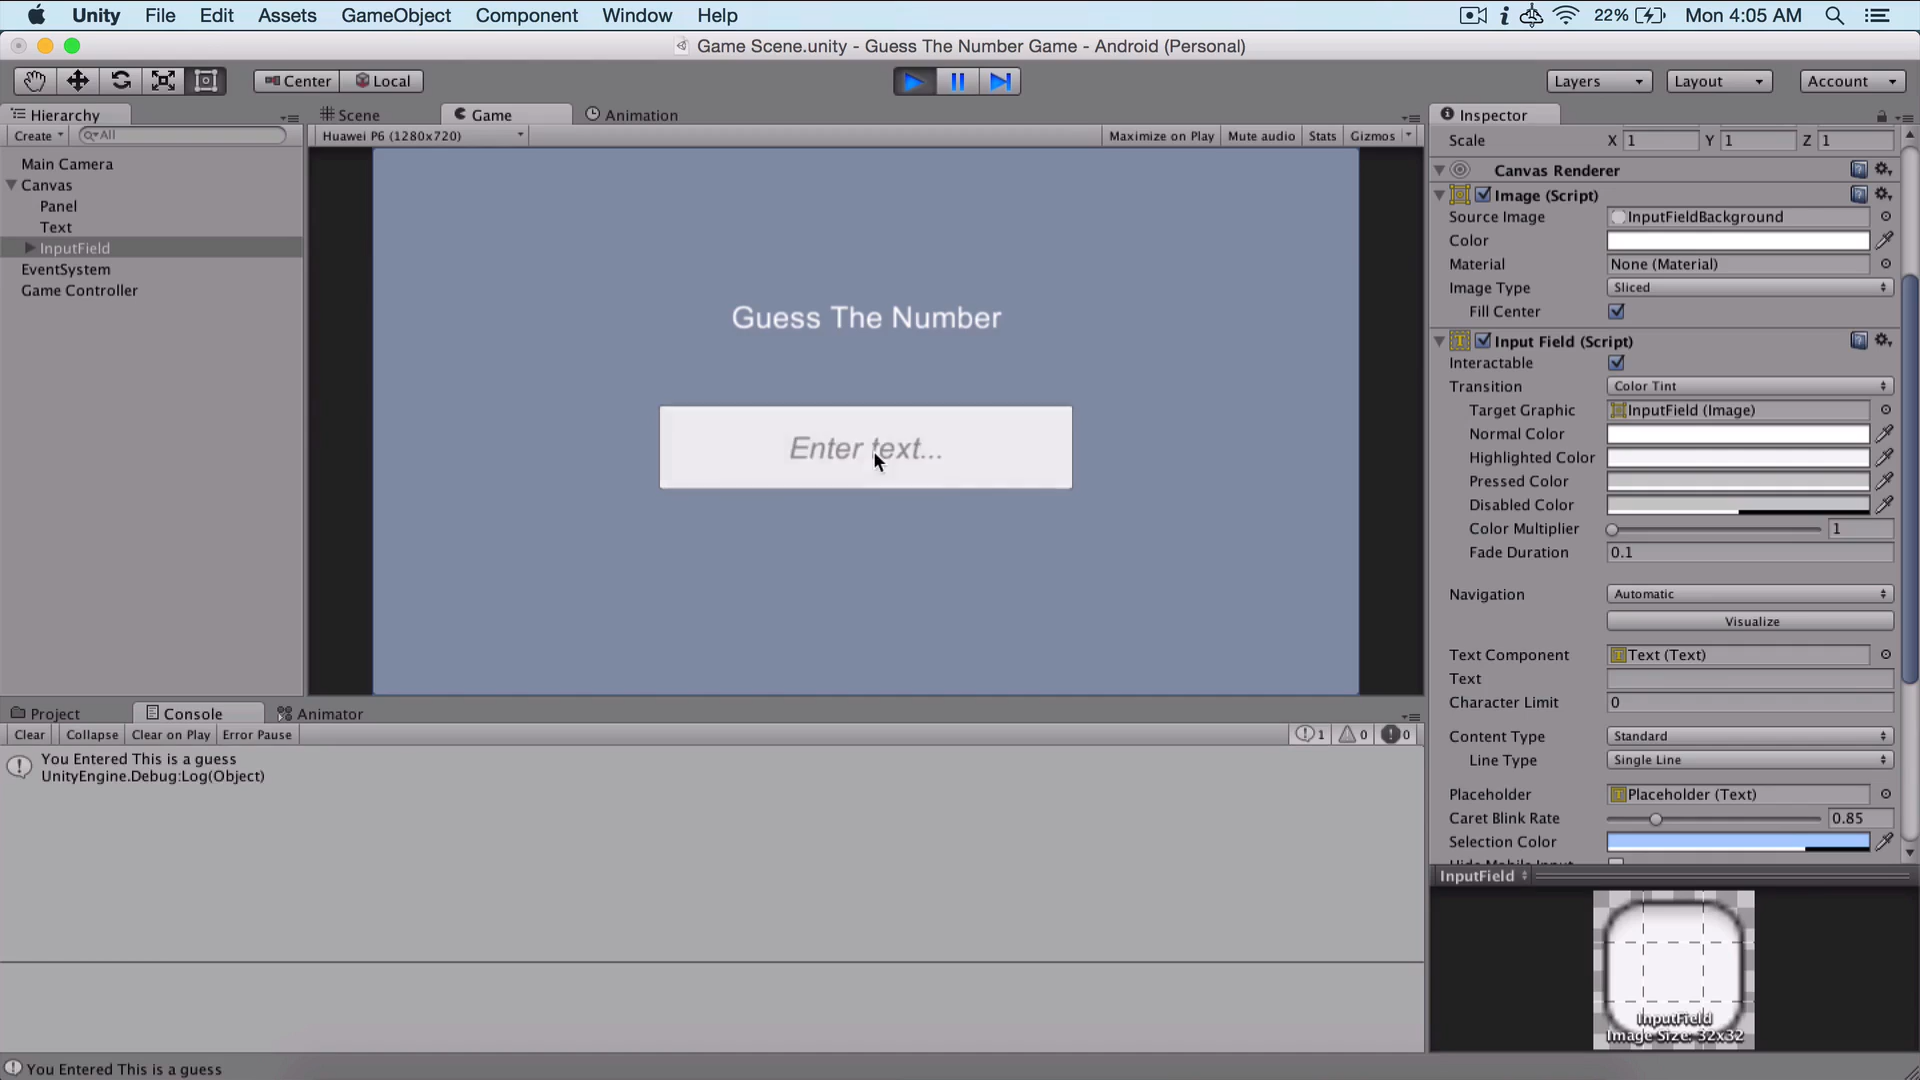 Unity File Edit Assets GameObject Component Window Help 22% Mon 4:05 AM
Game Scene.unity - Guess The Number Game - Android (Personal)
Center Local Layers Layout Account
Hierarchy Scene Game Animation Inspector
Create All Huawei P6 (1280x720) Maximize on Play Mute audio Stats Gizmos
Scale X 1 Y 1 Z 1
Main Camera
Canvas
Panel
Text
InputField
EventSystem
Game Controller
Guess The Number
Enter text...
Canvas Renderer
Image (Script)
Source Image InputFieldBackground
Color
Material None (Material)
Image Type Sliced
Fill Center
Input Field (Script)
Interactable
Transition Color Tint
Target Graphic InputField (Image)
Normal Color
Highlighted Color
Pressed Color
Disabled Color
Color Multiplier 1
Fade Duration 0.1
Navigation Automatic
Visualize
Text Component Text (Text)
Text
Character Limit 0
Content Type Standard
Line Type Single Line
Placeholder Placeholder (Text)
Caret Blink Rate 0.85
Selection Color
InputField
InputField
Image Size: 32x32
Project Console Animator
Clear Collapse Clear on Play Error Pause 1 0 0
You Entered This is a guess
UnityEngine.Debug:Log(Object)
You Entered This is a guess